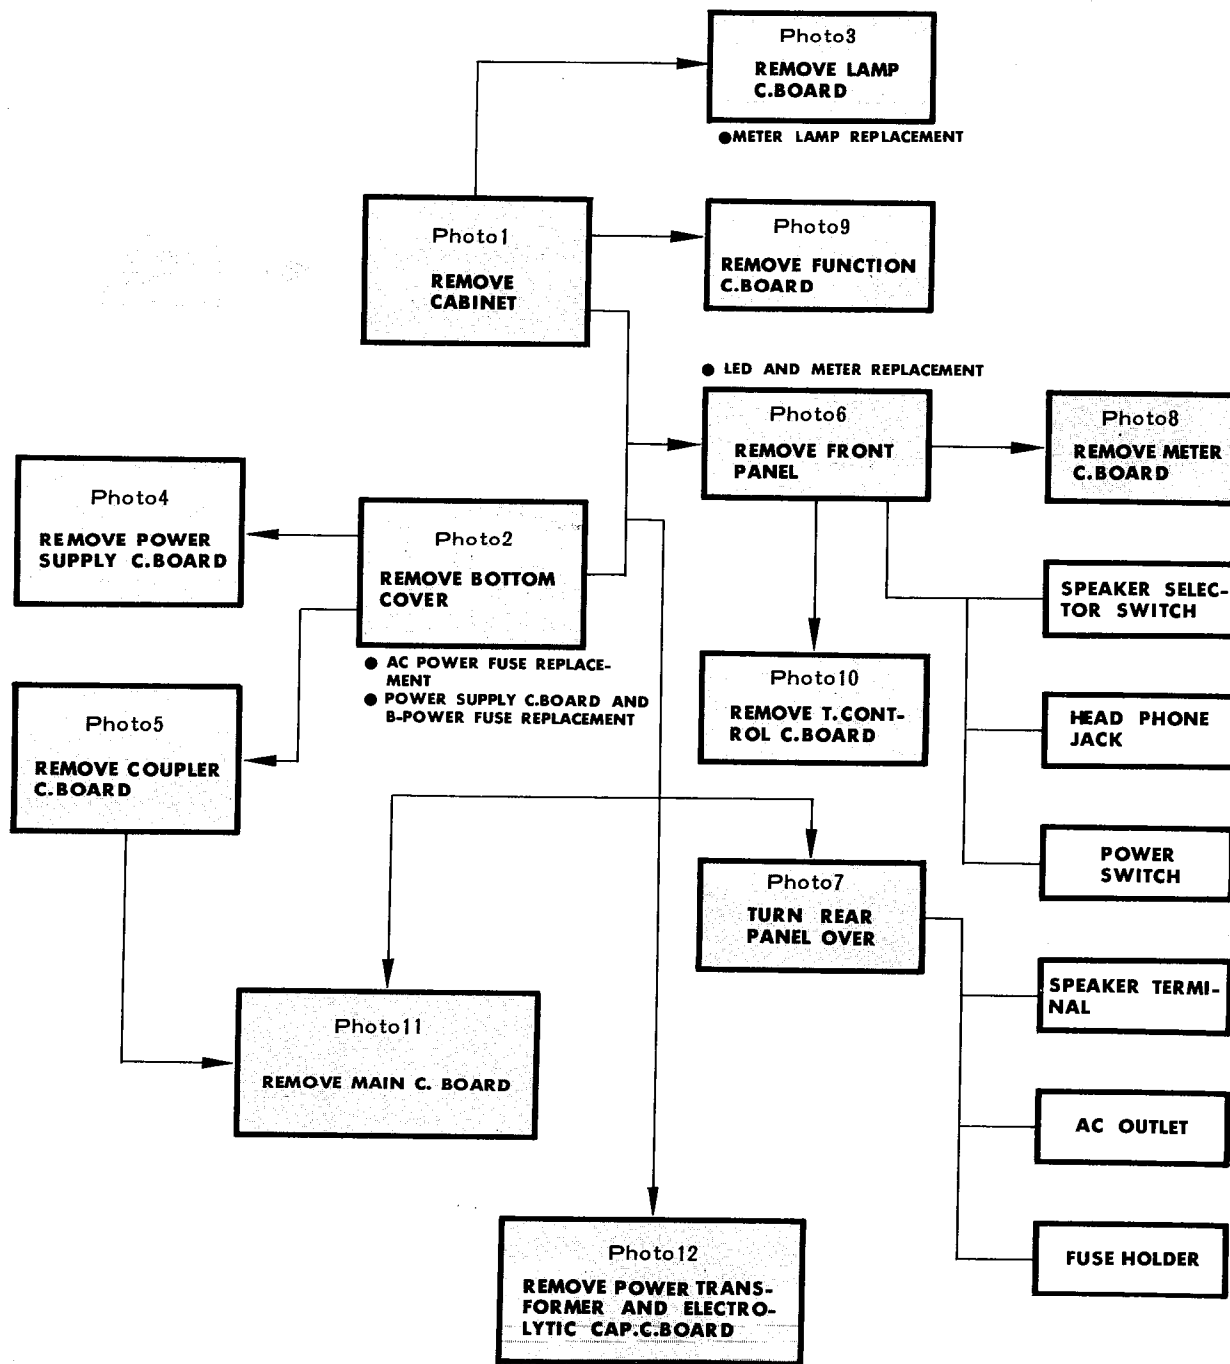 Photo3
REMOVE LAMP
C.BOARD
●METER LAMP REPLACEMENT
Photo1
REMOVE
CABINET
Photo9
REMOVE FUNCTION
C.BOARD
● LED AND METER REPLACEMENT
Photo6
REMOVE FRONT
PANEL
Photo8
REMOVE METER
C.BOARD
Photo4
REMOVE POWER
SUPPLY C.BOARD
Photo2
REMOVE BOTTOM
COVER
● AC POWER FUSE REPLACE-
MENT
● POWER SUPPLY C.BOARD AND
B-POWER FUSE REPLACEMENT
SPEAKER SELEC-
TOR SWITCH
Photo10
REMOVE T.CONT-
ROL C.BOARD
Photo5
REMOVE COUPLER
C.BOARD
HEAD PHONE
JACK
POWER
SWITCH
Photo7
TURN REAR
PANEL OVER
SPEAKER TERMI-
NAL
Photo11
REMOVE MAIN C. BOARD
AC OUTLET
Photo12
REMOVE POWER TRANS-
FORMER AND ELECTRO-
LYTIC CAP.C.BOARD
FUSE HOLDER